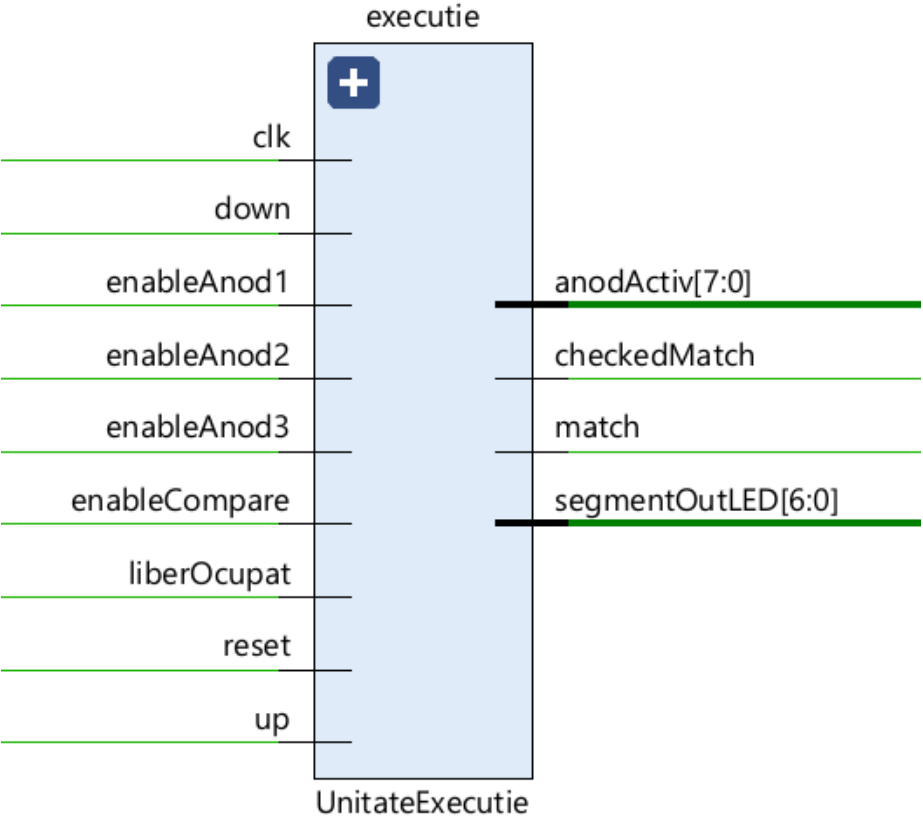 executie
clk
down
enableAnod1
enableAnod2
enableAnod3
enableCompare
liberOcupat
reset
up
anodActiv[7:0]
checkedMatch
match
segmentOutLED[6:0]
UnitateExecutie